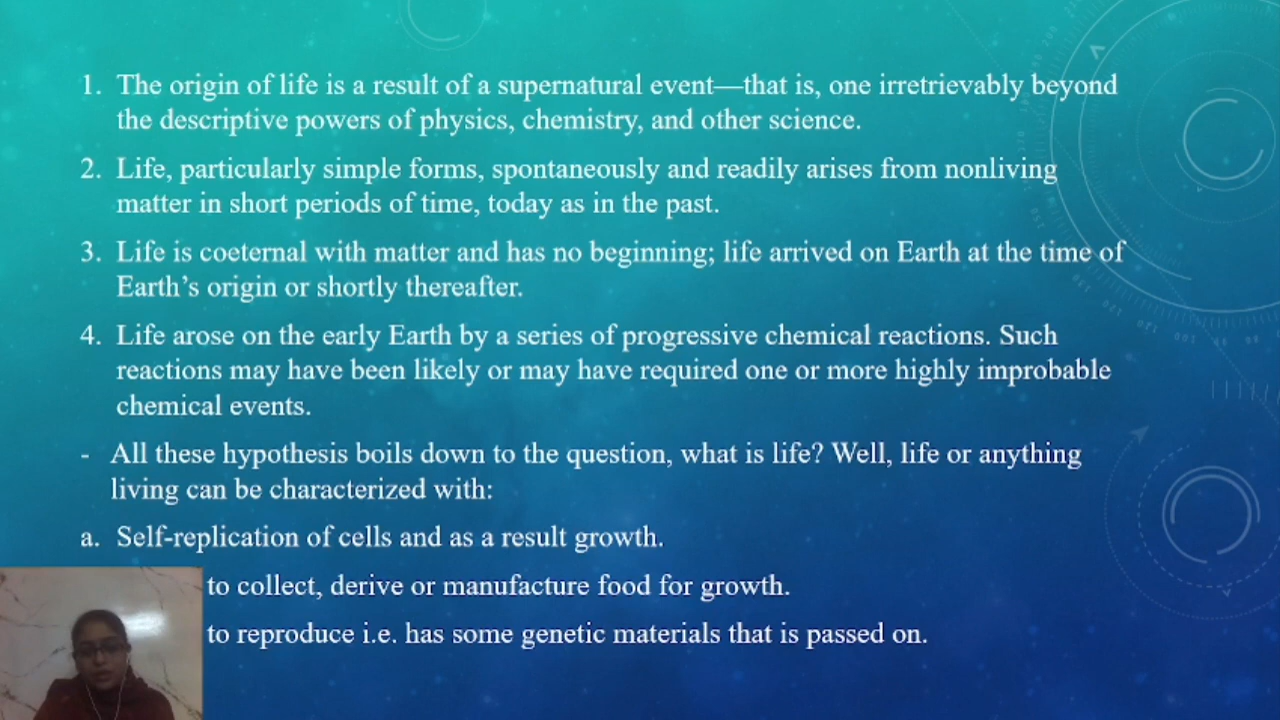 1. The origin of life is a result of a supernatural event—that is, one irretrievably beyond
the descriptive powers of physics, chemistry, and other science.
2. Life, particularly simple forms, spontaneously and readily arises from nonliving
matter in short periods of time, today as in the past.
3. Life is coeternal with matter and has no beginning; life arrived on Earth at the time of
Earth’s origin or shortly thereafter.
4. Life arose on the early Earth by a series of progressive chemical reactions. Such
reactions may have been likely or may have required one or more highly improbable
chemical events.
- All these hypothesis boils down to the question, what is life? Well, life or anything
living can be characterized with:
a. Self-replication of cells and as a result growth.
to collect, derive or manufacture food for growth.
to reproduce i.e. has some genetic materials that is passed on.